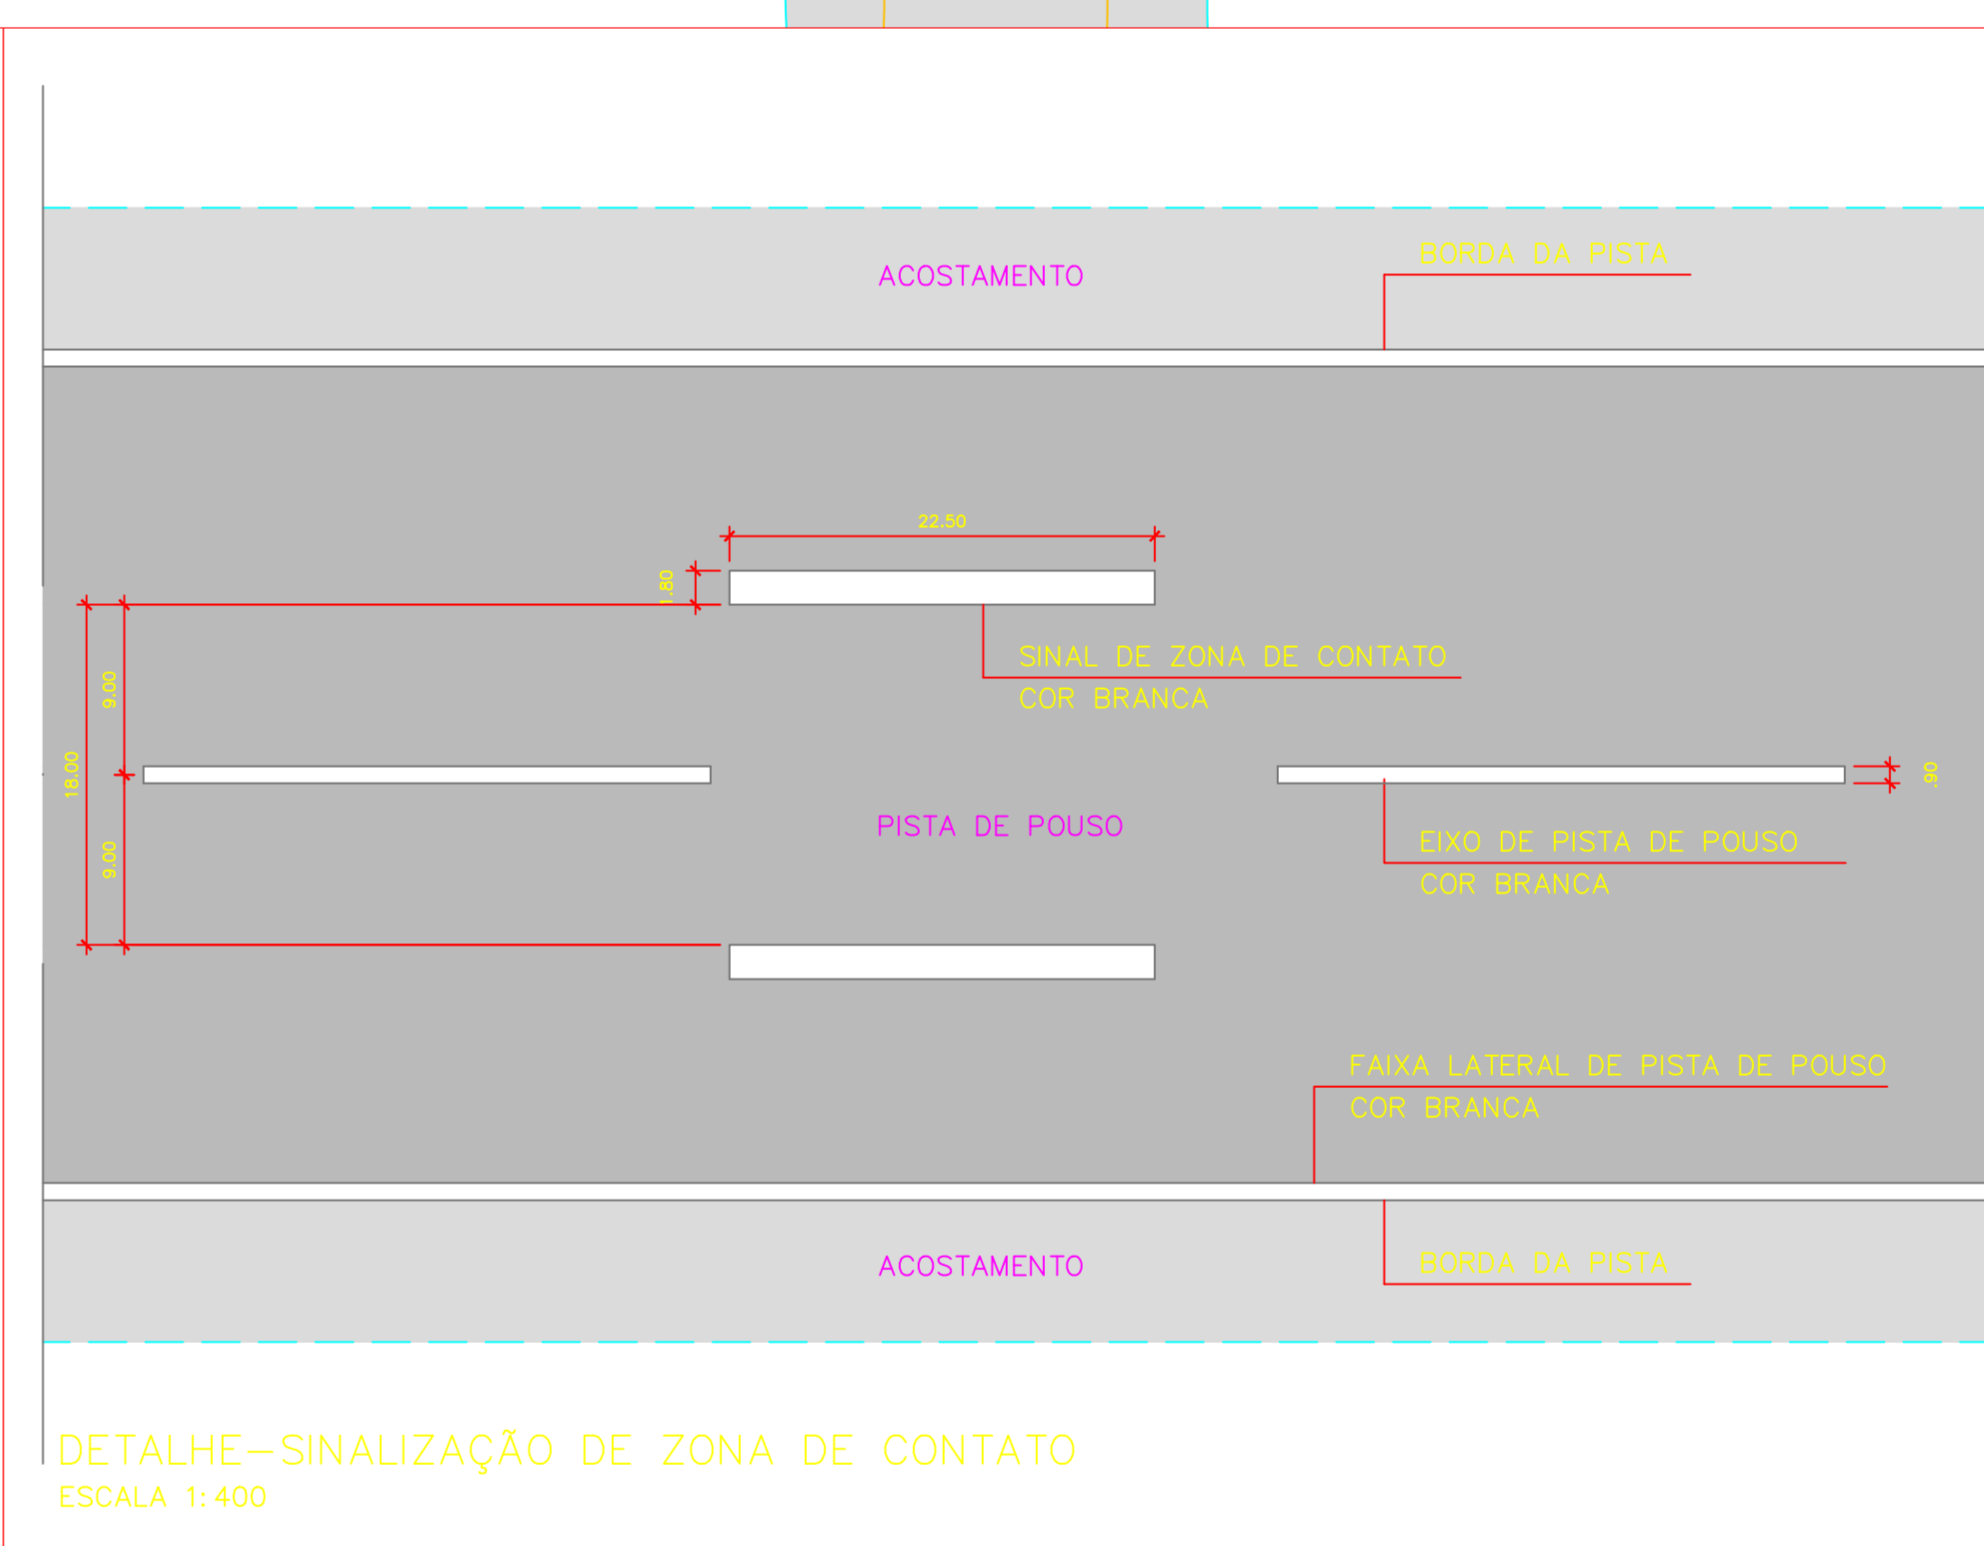 BORDA DA PISTA
ACOSTAMENTO
22.50
1.80
SINAL DE ZONA DE CONTATO
COR BRANCA
9.00
18.00
.90
PISTA DE POUSO
EIXO DE PISTA DE POUSO
COR BRANCA
9.00
FAIXA LATERAL DE PISTA DE POUSO
COR BRANCA
ACOSTAMENTO
BORDA DA PISTA
DETALHE-SINALIZAÇÃO DE ZONA DE CONTATO
ESCALA 1:400